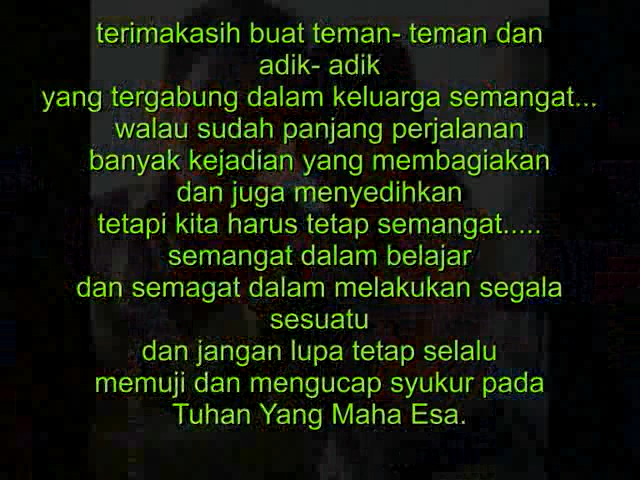 terimakasih buat teman- teman dan
adik- adik
yang tergabung dalam keluarga semangat...
walau sudah panjang perjalanan
banyak kejadian yang membagiakan
dan juga menyedihkan
tetapi kita harus tetap semangat.....
semangat dalam belajar
dan semagat dalam melakukan segala
sesuatu
dan jangan lupa tetap selalu
memuji dan mengucap syukur pada
Tuhan Yang Maha Esa.